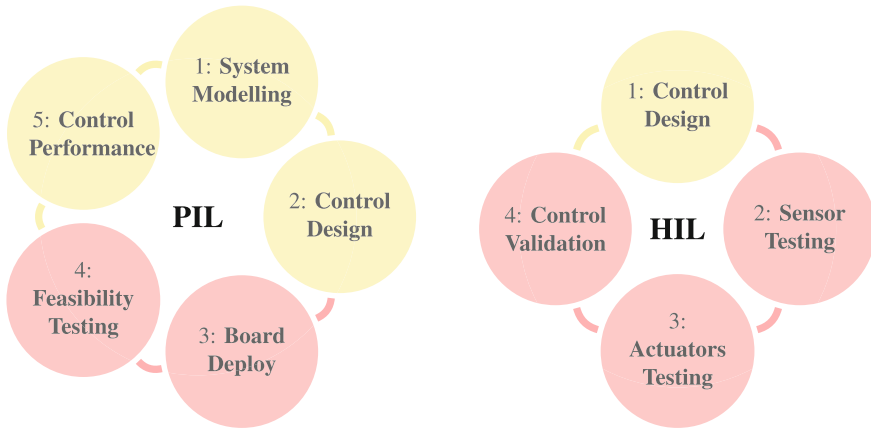 1: System
Modelling
2: Control
Design
3: Board
Deploy
4:
Feasibility
Testing
5: Control
Performance
PIL
1: Control
Design
2: Sensor
Testing
3:
Actuators
Testing
4: Control
Validation
HIL